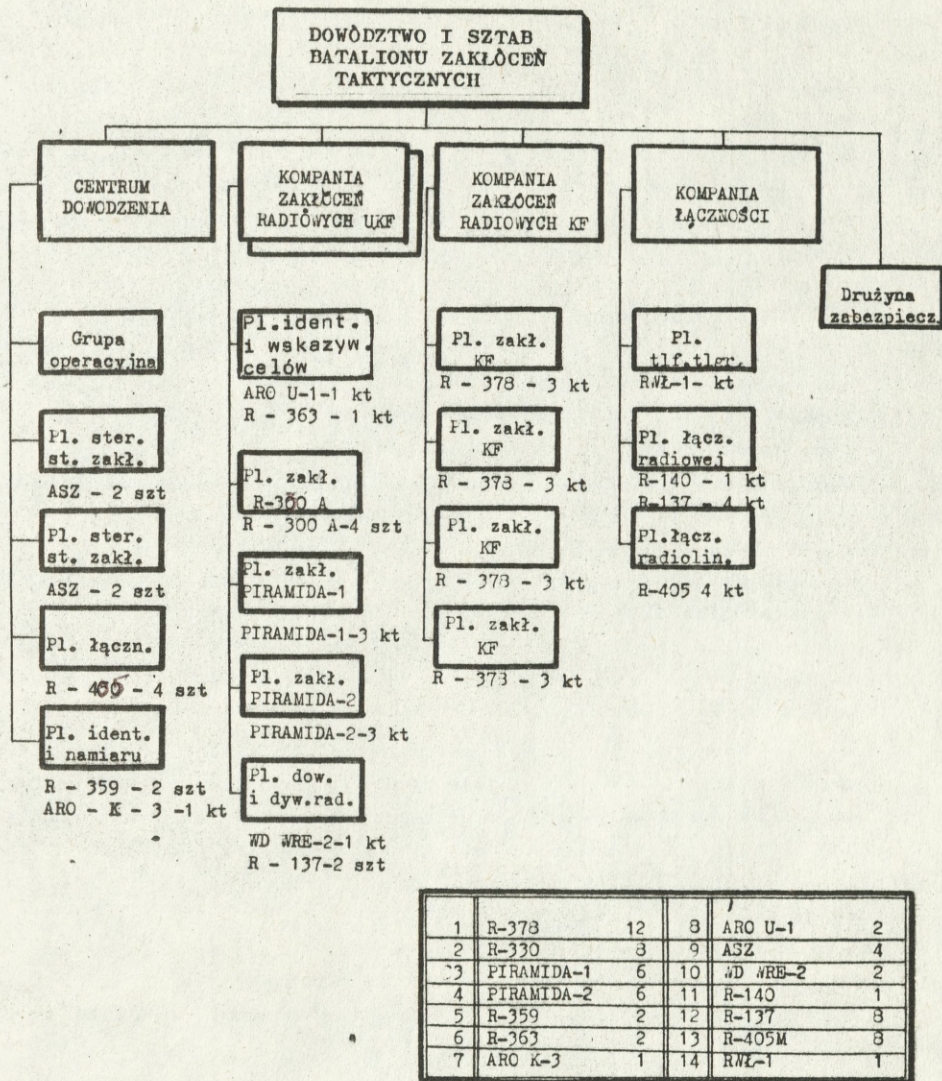 DOWÓDZTWO I SZTAB
BATALIONU ZAKŁÓCEŃ
TAKTYCZNYCH
CENTRUM
DOWODZENIA
Grupa
operacyjna
Pl. ster.
st. zakł.
ASZ - 2 szt
Pl. ster.
st. zakł.
ASZ - 2 szt
Pl. łączn.
R - 405 - 4 szt
Pl. ident.
i namiaru
R - 359 - 2 szt
ARO - K - 3 -1 kt
KOMPANIA
ZAKŁÓCEŃ
RADIOWYCH UKF
Pl.ident.
i wskazyw.
celów
ARO U-1-1 kt
R - 363 - 1 kt
Pl. zakł.
R-330 A
R - 300 A-4 szt
Pl. zakł.
PIRAMIDA-1
PIRAMIDA-1-3 kt
Pl. zakł.
PIRAMIDA-2
PIRAMIDA-2-3 kt
Pl. dow.
i dyw.rad.
WD WRE-2-1 kt
R - 137-2 szt
KOMPANIA
ZAKŁÓCEŃ
RADIOWYCH KF
Pl. zakł.
KF
R - 378 - 3 kt
Pl. zakł.
KF
R - 378 - 3 kt
Pl. zakł.
KF
R - 378 - 3 kt
Pl. zakł.
KF
R - 378 - 3 kt
KOMPANIA
ŁĄCZNOŚCI
Pl.
tlf.tlgr.
RWŁ-1- kt
Pl. łącz.
radiowej
R-140 - 1 kt
R-137 - 4 kt
Pl.łącz.
radiolin.
R-405 4 kt
Drużyna
zabezpiecz.
1 R-378 12 8 ARO U-1 2
2 R-330 8 9 ASZ 4
3 PIRAMIDA-1 6 10 WD WRE-2 2
4 PIRAMIDA-2 6 11 R-140 1
5 R-359 2 12 R-137 8
6 R-363 2 13 R-405M 8
7 ARO K-3 1 14 RWŁ-1 1